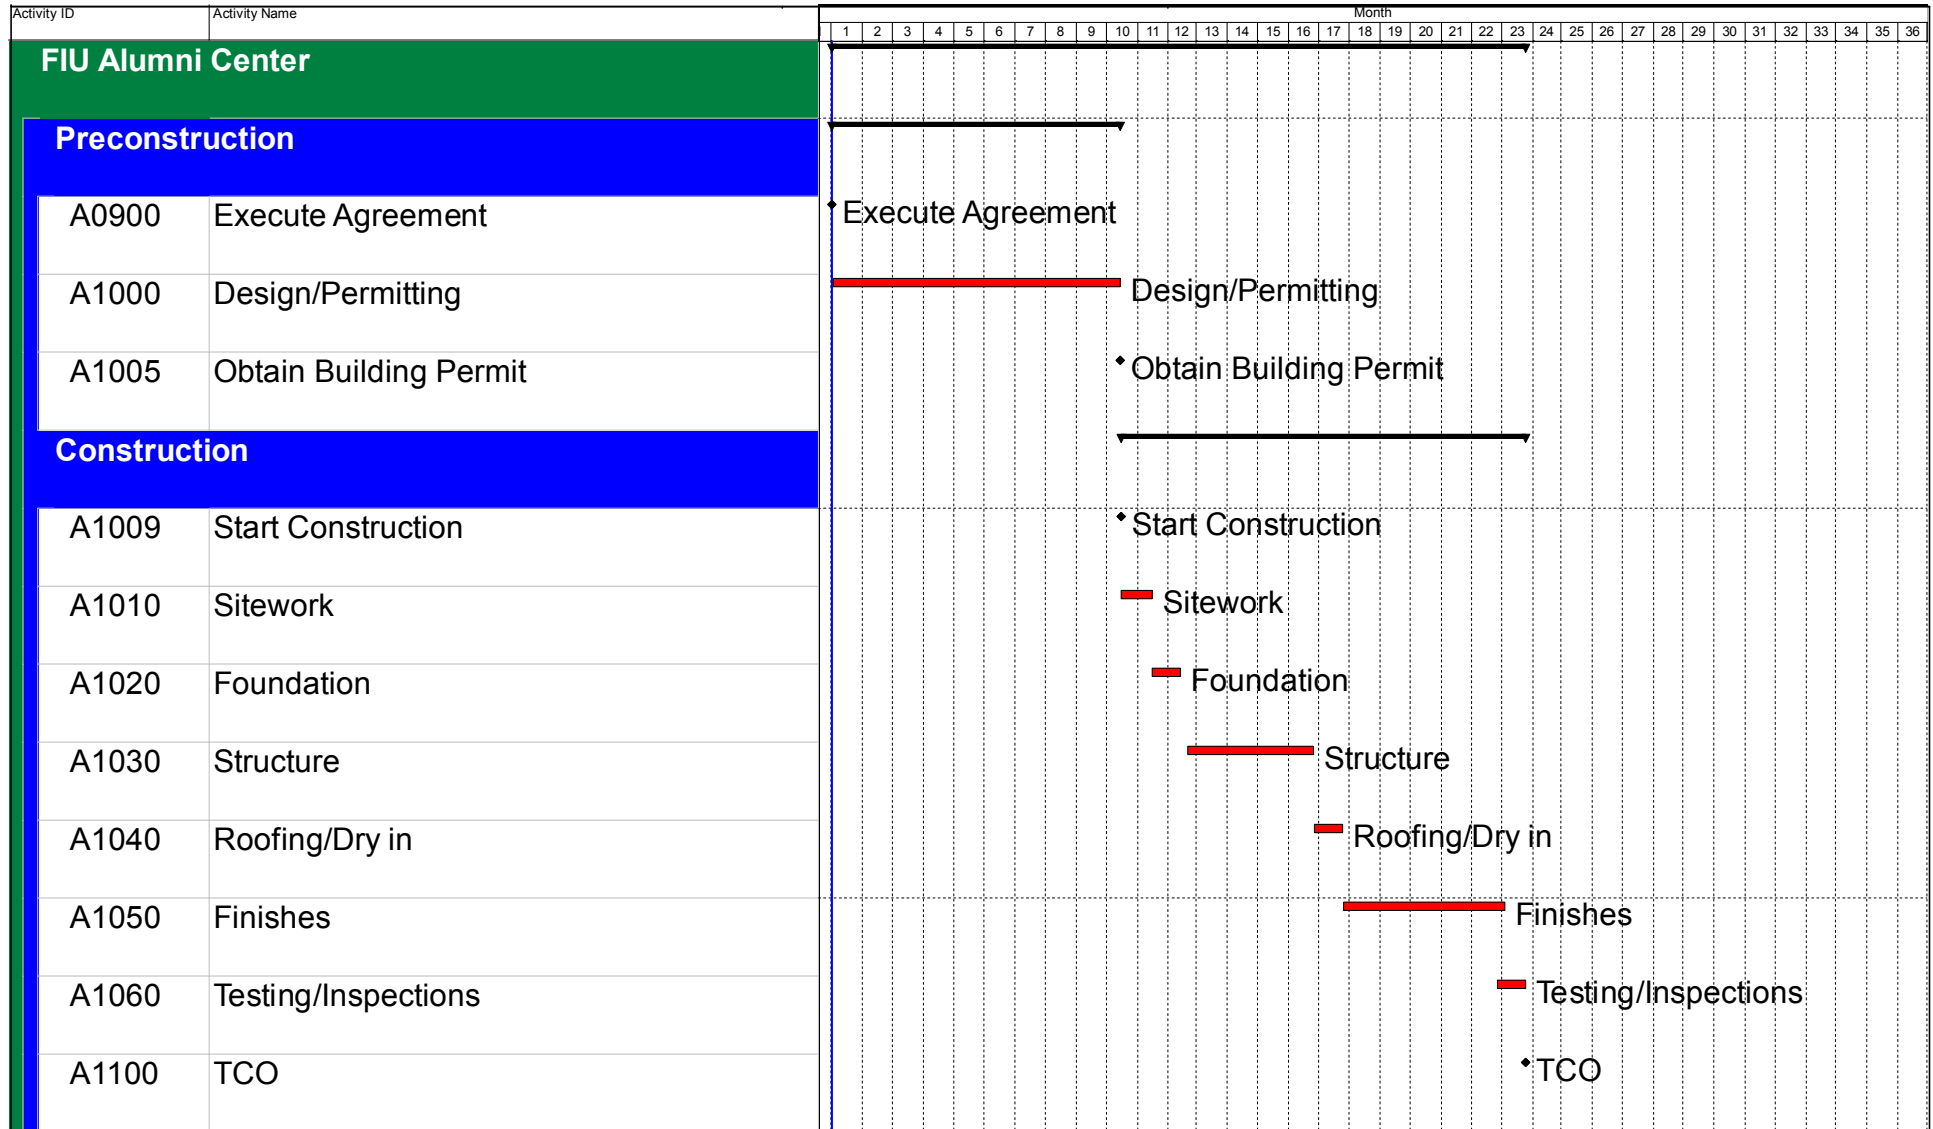 Activity ID Activity Name Month
1 2 3 4 5 6 7 8 9 10 11 12 13 14 15 16 17 18 19 20 21 22 23 24 25 26 27 28 29 30 31 32 33 34 35 36
FIU Alumni Center
Preconstruction
A0900 Execute Agreement Execute Agreement
A1000 Design/Permitting Design/Permitting
A1005 Obtain Building Permit Obtain Building Permit
Construction
A1009 Start Construction Start Construction
A1010 Sitework Sitework
A1020 Foundation Foundation
A1030 Structure Structure
A1040 Roofing/Dry in Roofing/Dry in
A1050 Finishes Finishes
A1060 Testing/Inspections Testing/Inspections
A1100 TCO TCO